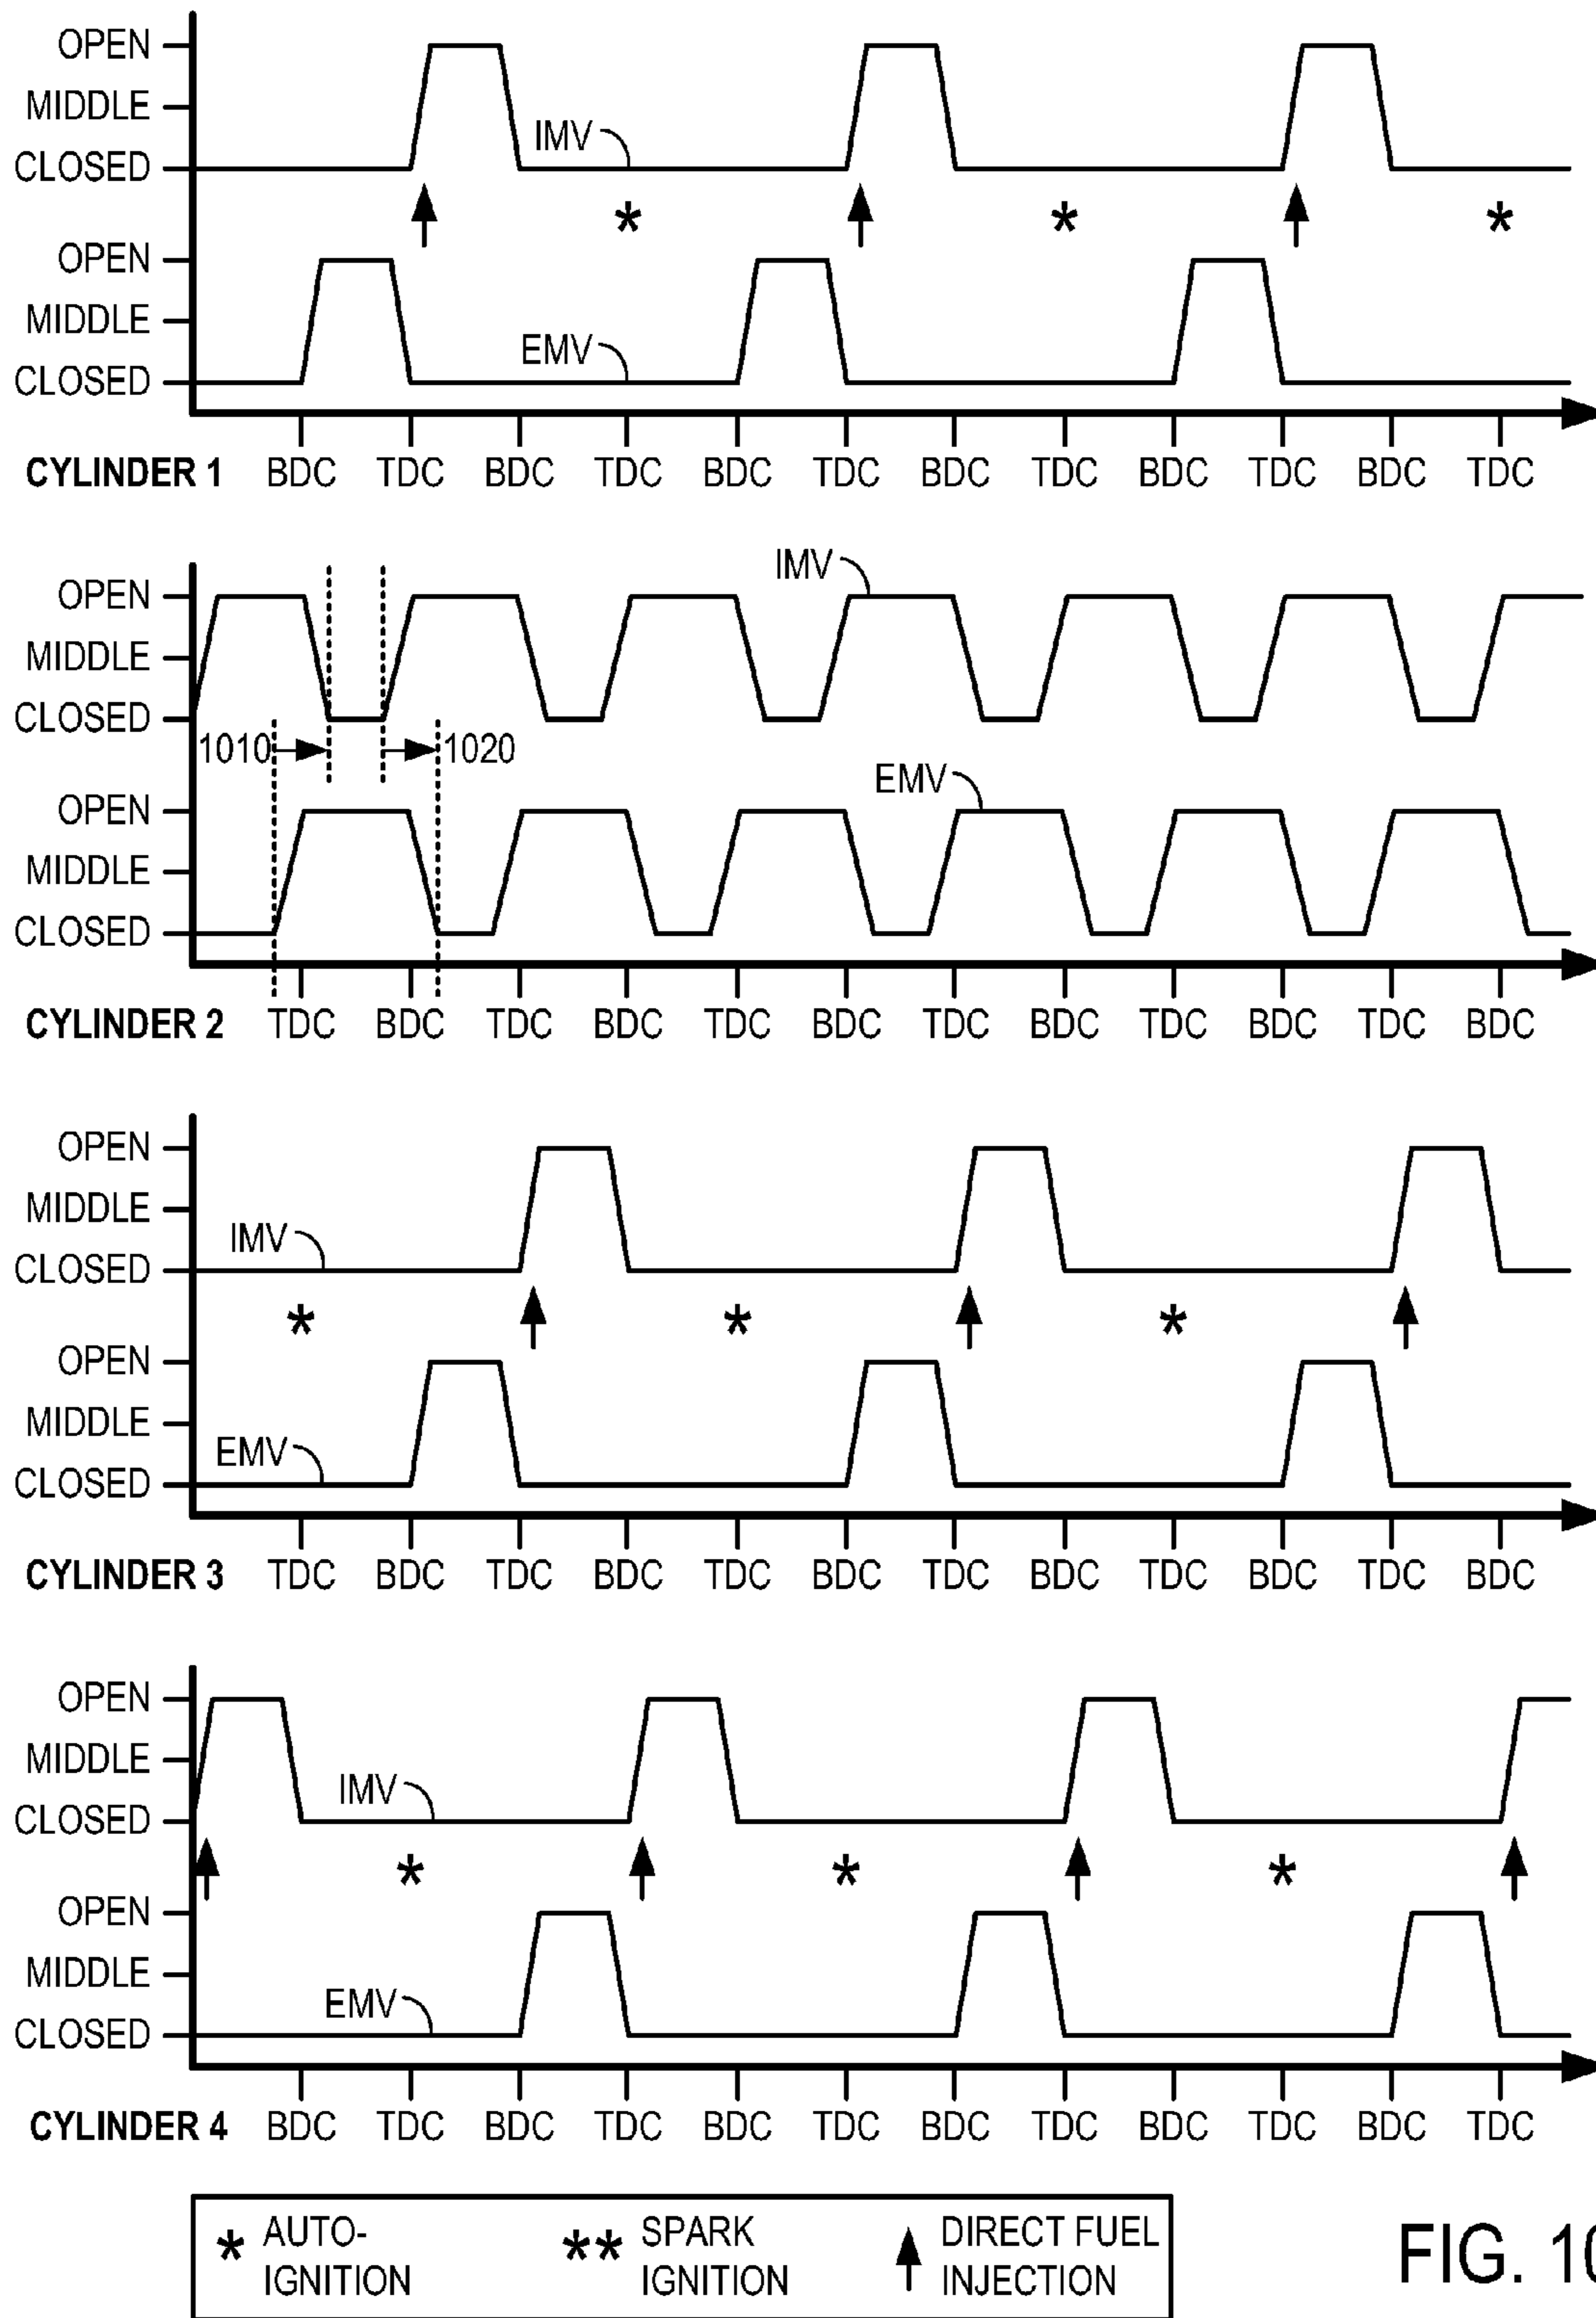 OPEN
MIDDLE
IMV
CLOSED
* * *
OPEN
MIDDLE
EMV
CLOSED
CYLINDER 1 BDC TDC BDC TDC BDC TDC BDC TDC BDC TDC BDC TDC
IMV
OPEN
MIDDLE
CLOSED
1010 1020
EMV
OPEN
MIDDLE
CLOSED
CYLINDER 2 TDC BDC TDC BDC TDC BDC TDC BDC TDC BDC TDC BDC
OPEN
MIDDLE
IMV
CLOSED
* * *
OPEN
MIDDLE
EMV
CLOSED
CYLINDER 3 TDC BDC TDC BDC TDC BDC TDC BDC TDC BDC TDC BDC
OPEN
MIDDLE
IMV
CLOSED
* * *
OPEN
MIDDLE
EMV
CLOSED
CYLINDER 4 BDC TDC BDC TDC BDC TDC BDC TDC BDC TDC BDC TDC
* AUTO-
IGNITION
** SPARK
IGNITION
DIRECT FUEL
INJECTION
FIG. 10